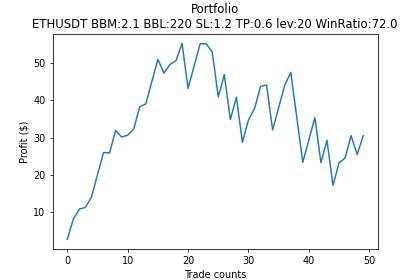 Portfolio
ETHUSDT BBM:2.1 BBL:220 SL:1.2 TP:0.6 lev:20 WinRatio:72.0
50
40
30
20
10
Profit ($)
0 10 20 30 40 50
Trade counts